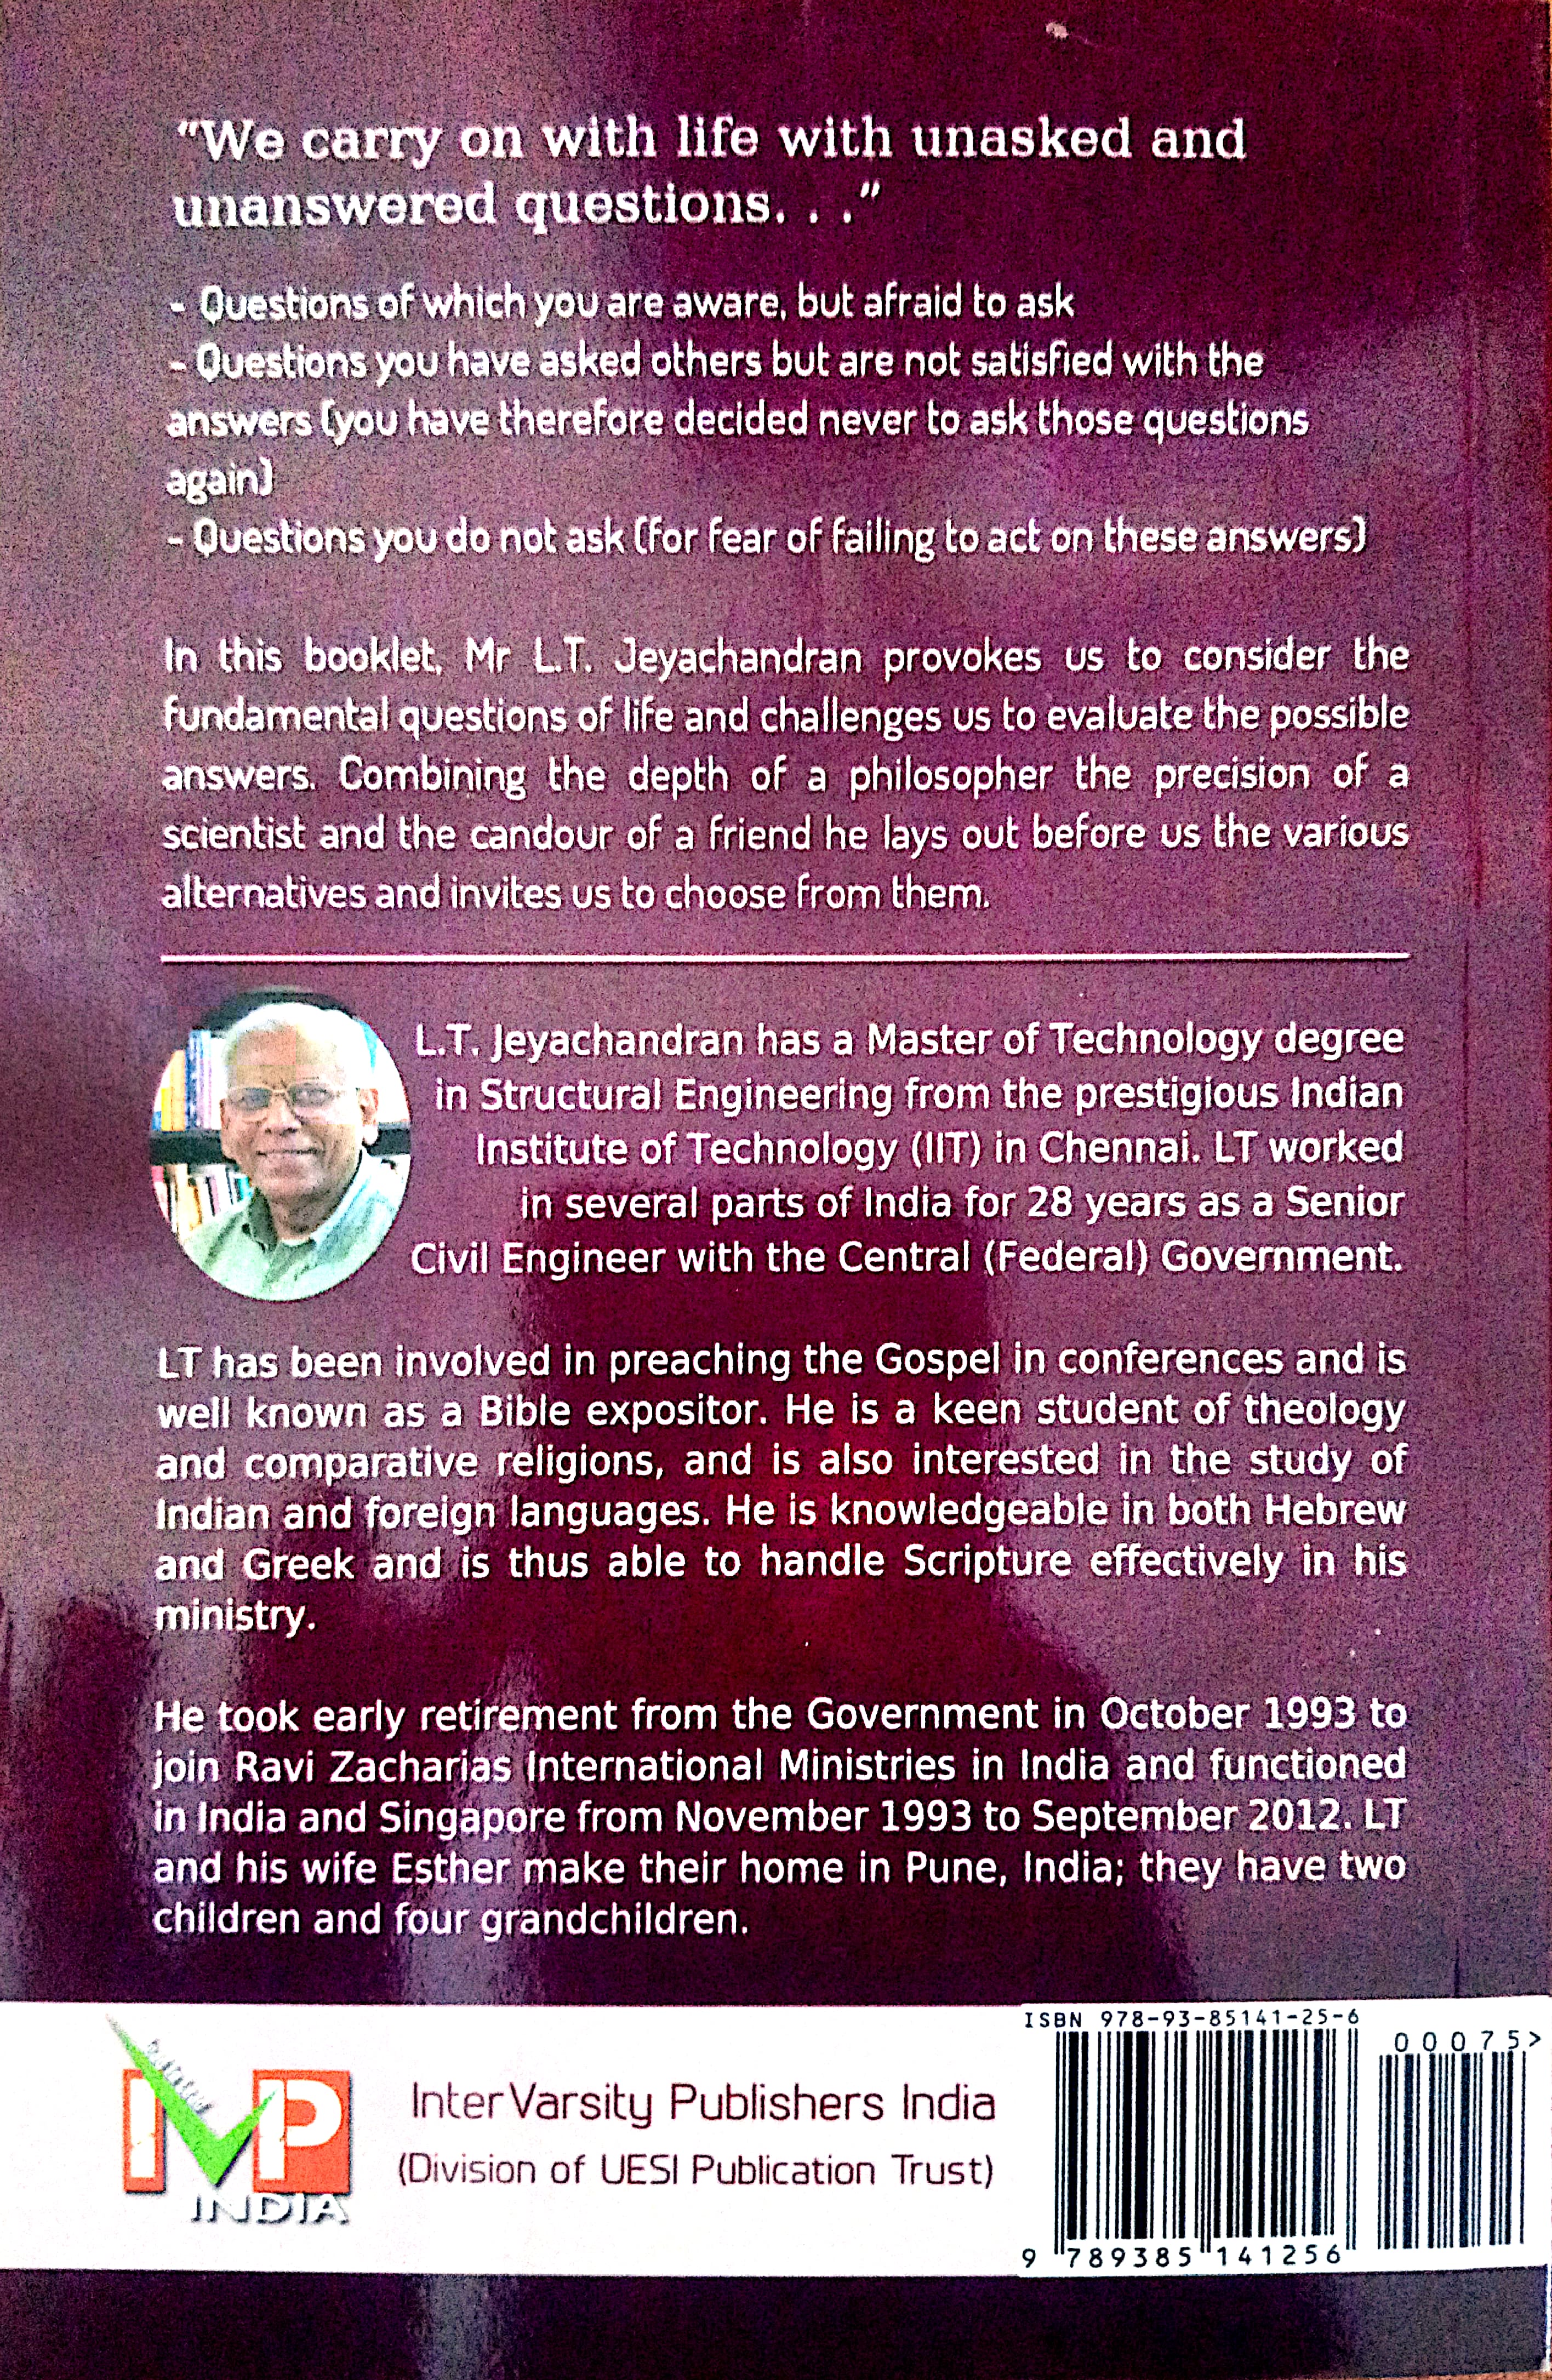 "We carry on with life with unasked and
unanswered questions. . ."
- Questions of which you are aware, but afraid to ask
- Questions you have asked others but are not satisfied with the
answers (you have therefore decided never to ask those questions
again)
- Questions you do not ask (for fear of failing to act on these answers)
In this booklet, Mr L.T. Jeyachandran provokes us to consider the
fundamental questions of life and challenges us to evaluate the possible
answers. Combining the depth of a philosopher the precision of a
scientist and the candour of a friend he lays out before us the various
alternatives and invites us to choose from them.
L.T. Jeyachandran has a Master of Technology degree
in Structural Engineering from the prestigious Indian
Institute of Technology (IIT) in Chennai. LT worked
in several parts of India for 28 years as a Senior
Civil Engineer with the Central (Federal) Government.
LT has been involved in preaching the Gospel in conferences and is
well known as a Bible expositor. He is a keen student of theology
and comparative religions, and is also interested in the study of
Indian and foreign languages. He is knowledgeable in both Hebrew
and Greek and is thus able to handle Scripture effectively in his
ministry.
He took early retirement from the Government in October 1993 to
join Ravi Zacharias International Ministries in India and functioned
in India and Singapore from November 1993 to September 2012. LT
and his wife Esther make their home in Pune, India; they have two
children and four grandchildren.
IVP
INDIA
InterVarsity Publishers India
(Division of UESI Publication Trust)
ISBN 978-93-85141-25-6
00075>
9 789385 141256